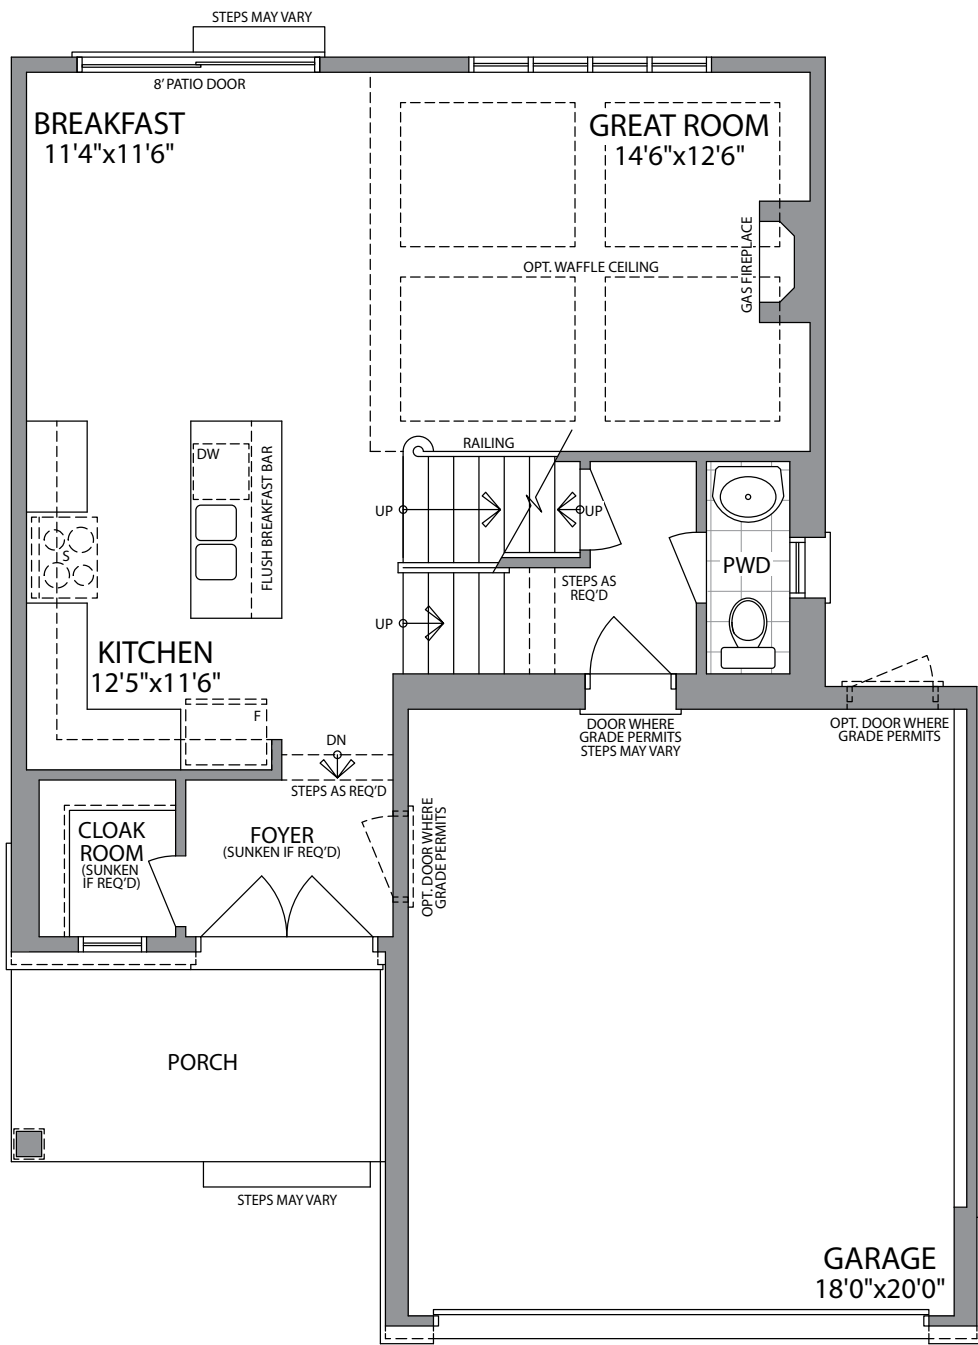 STEPS MAY VARY
8' PATIO DOOR
BREAKFAST
11'4"x11'6"
GREAT ROOM
14'6"x12'6"
GAS FIREPLACE
OPT. WAFFLE CEILING
RAILING
DW
FLUSH BREAKFAST BAR
UP
UP
S
PWD
STEPS AS
REQ'D
UP
KITCHEN
12'5"x11'6"
F
DN
STEPS AS REQ'D
DOOR WHERE
GRADE PERMITS
STEPS MAY VARY
OPT. DOOR WHERE
GRADE PERMITS
CLOAK
ROOM
(SUNKEN
IF REQ'D)
FOYER
(SUNKEN IF REQ'D)
OPT. DOOR WHERE
GRADE PERMITS
PORCH
STEPS MAY VARY
GARAGE
18'0"x20'0"